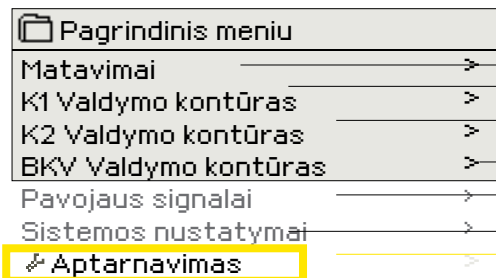 Pagrindinis meniu
Matavimai >
K1 Valdymo kontūras >
K2 Valdymo kontūras >
BKV Valdymo kontūras >
Pavojaus signalai >
Sistemos nustatymai >
Aptarnavimas >